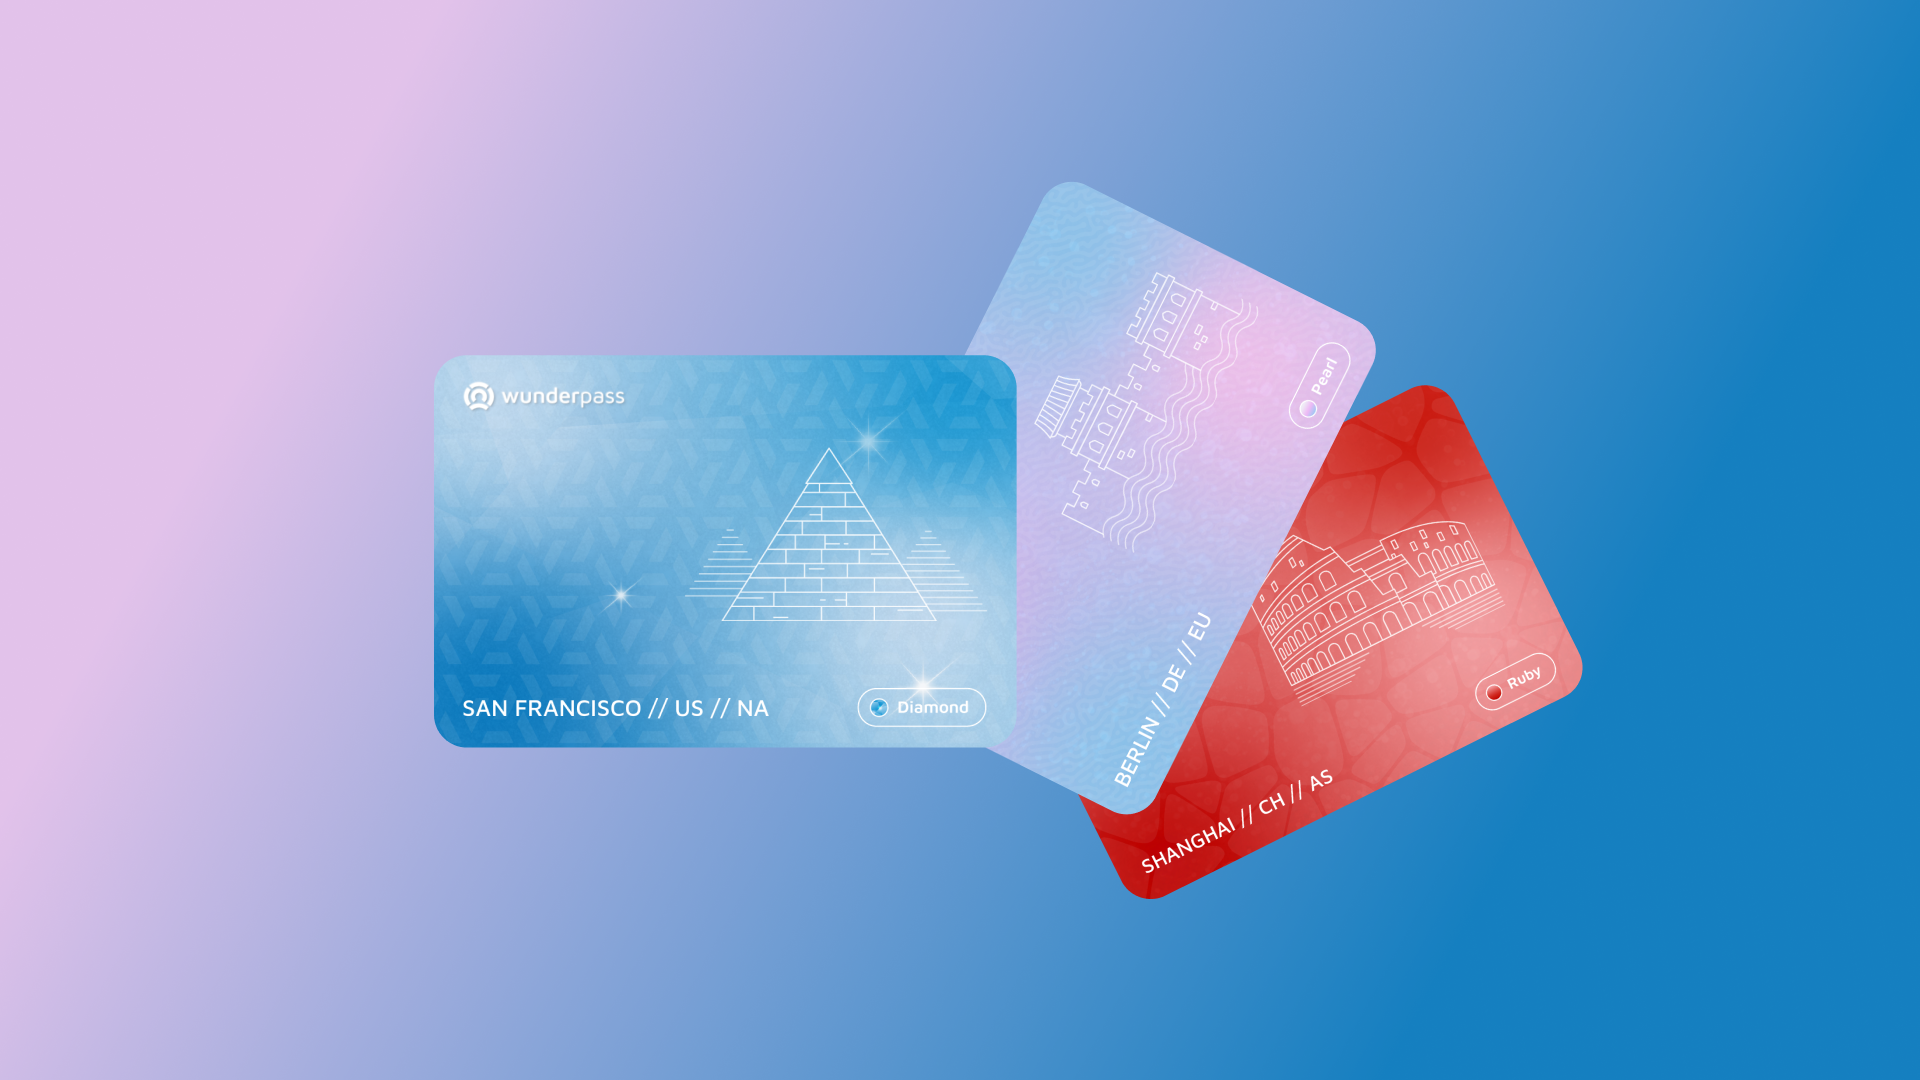 wunderpass
SAN FRANCISCO // US // NA
Diamond
Pearl
BERLIN // DE // EU
Ruby
SHANGHAI // CH // AS